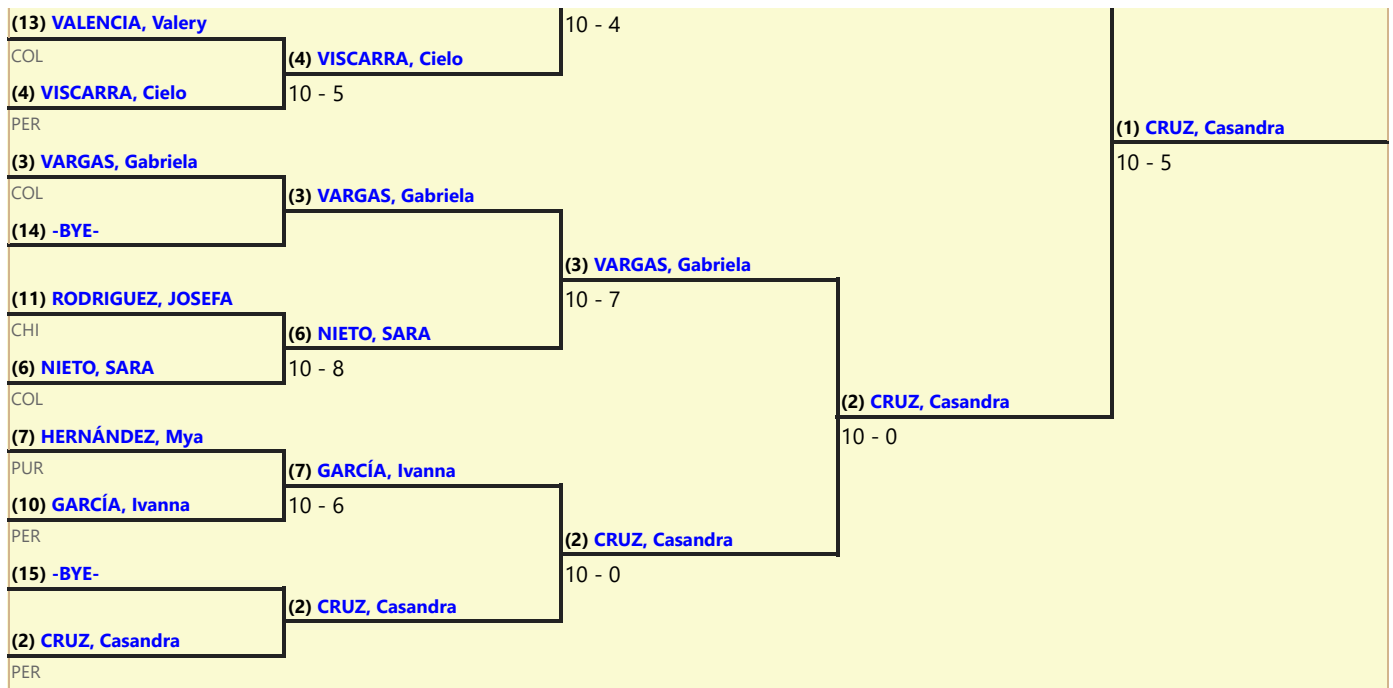 (13) VALENCIA, Valery
10 - 4
COL
(4) VISCARRA, Cielo
(4) VISCARRA, Cielo
10 - 5
PER
(1) CRUZ, Casandra
(3) VARGAS, Gabriela
10 - 5
COL
(3) VARGAS, Gabriela
(14) -BYE-
(3) VARGAS, Gabriela
(11) RODRIGUEZ, JOSEFA
10 - 7
CHI
(6) NIETO, SARA
(6) NIETO, SARA
10 - 8
COL
(2) CRUZ, Casandra
(7) HERNÁNDEZ, Mya
10 - 0
PUR
(7) GARCÍA, Ivanna
(10) GARCÍA, Ivanna
10 - 6
PER
(2) CRUZ, Casandra
(15) -BYE-
10 - 0
(2) CRUZ, Casandra
(2) CRUZ, Casandra
PER